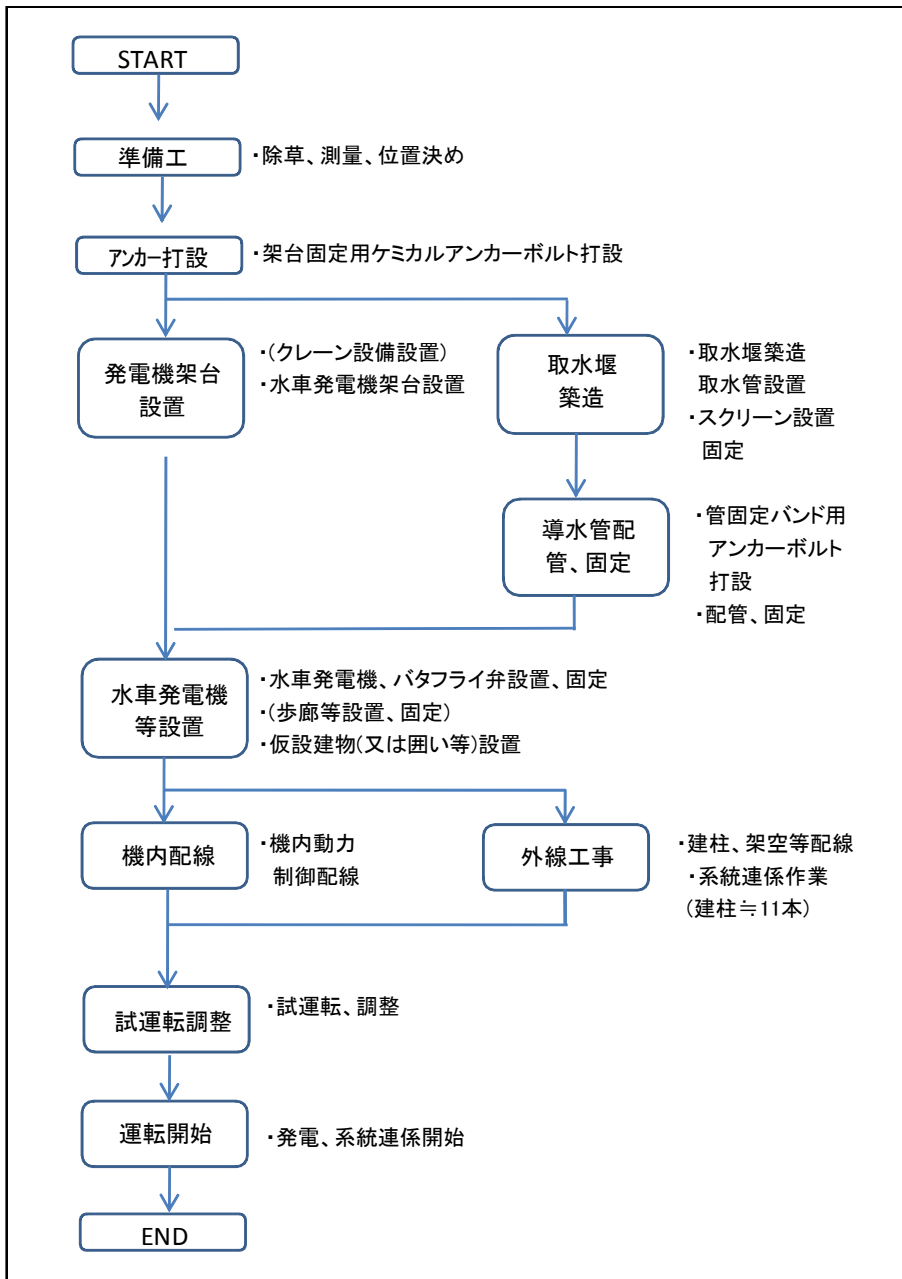 START
準備工
・除草、測量、位置決め
アンカー打設
・架台固定用ケミカルアンカーボルト打設
発電機架台
設置
・(クレーン設備設置)
・水車発電機架台設置
取水堰
築造
・取水堰築造
取水管設置
・スクリーン設置
固定
導水管配
管、固定
・管固定バンド用
アンカーボルト
打設
・配管、固定
水車発電機
等設置
・水車発電機、バタフライ弁設置、固定
・(歩廊等設置、固定)
・仮設建物(又は囲い等)設置
機内配線
・機内動力
制御配線
外線工事
・建柱、架空等配線
・系統連係作業
(建柱≒11本)
試運転調整
・試運転、調整
運転開始
・発電、系統連係開始
END